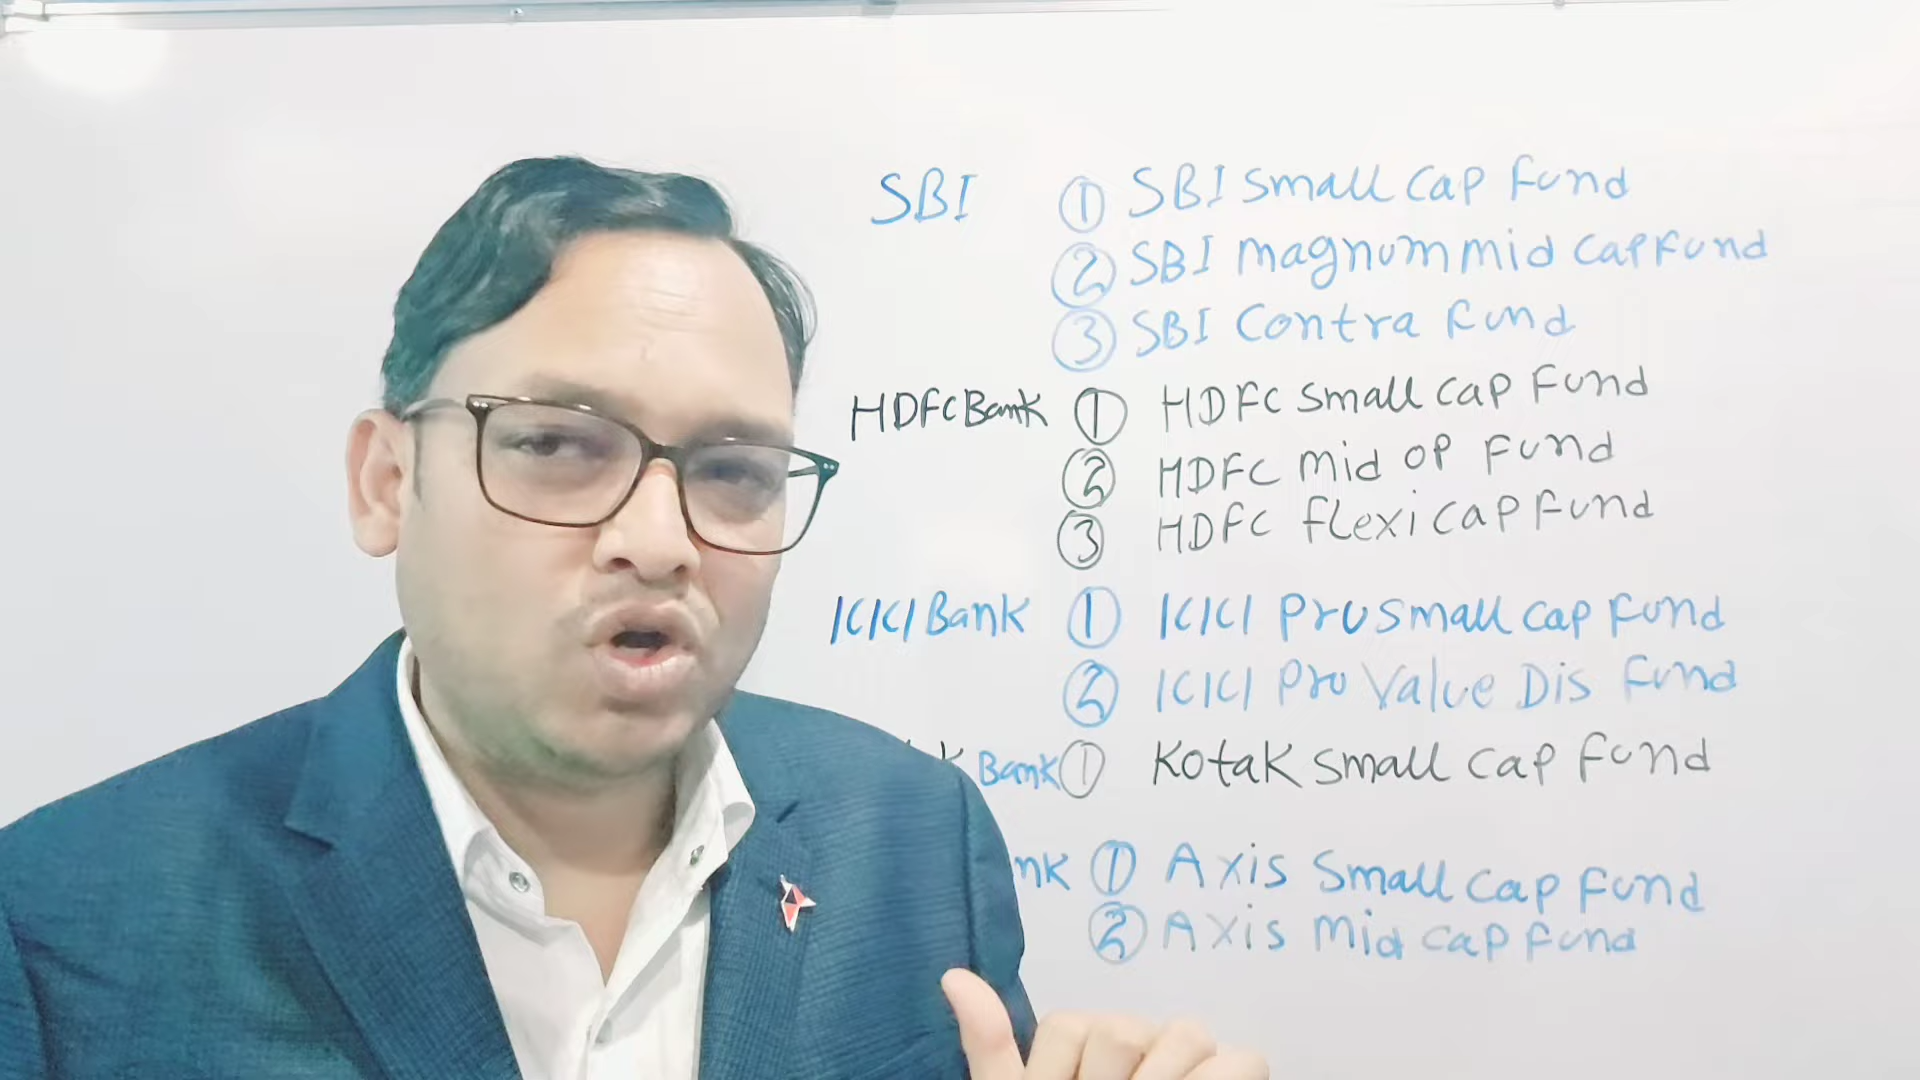 SBI ① SBI Small Cap Fund
② SBI Magnum Mid Cap Fund
③ SBI Contra Fund
HDFC Bank ① HDFC Small Cap Fund
② HDFC Mid OP Fund
③ HDFC flexi Cap Fund
ICICI Bank ① ICICI Pru Small Cap Fund
② ICICI Pru Value Dis Fund
Bank ① Kotak Small Cap Fund
① Axis Small Cap Fund
② Axis Mid Cap Fund